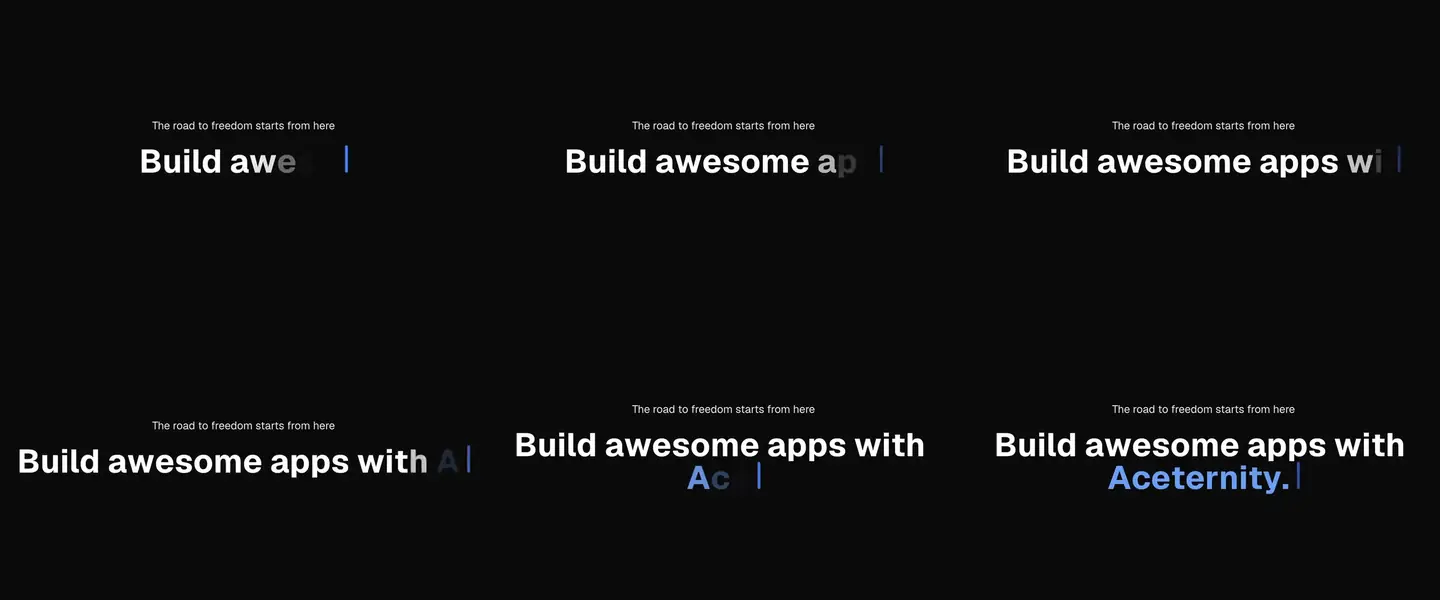 The road to freedom starts from here
Build awe
The road to freedom starts from here
Build awesome ap
The road to freedom starts from here
Build awesome apps wi
The road to freedom starts from here
Build awesome apps with A
The road to freedom starts from here
Build awesome apps with
Ac
The road to freedom starts from here
Build awesome apps with
Aceternity.